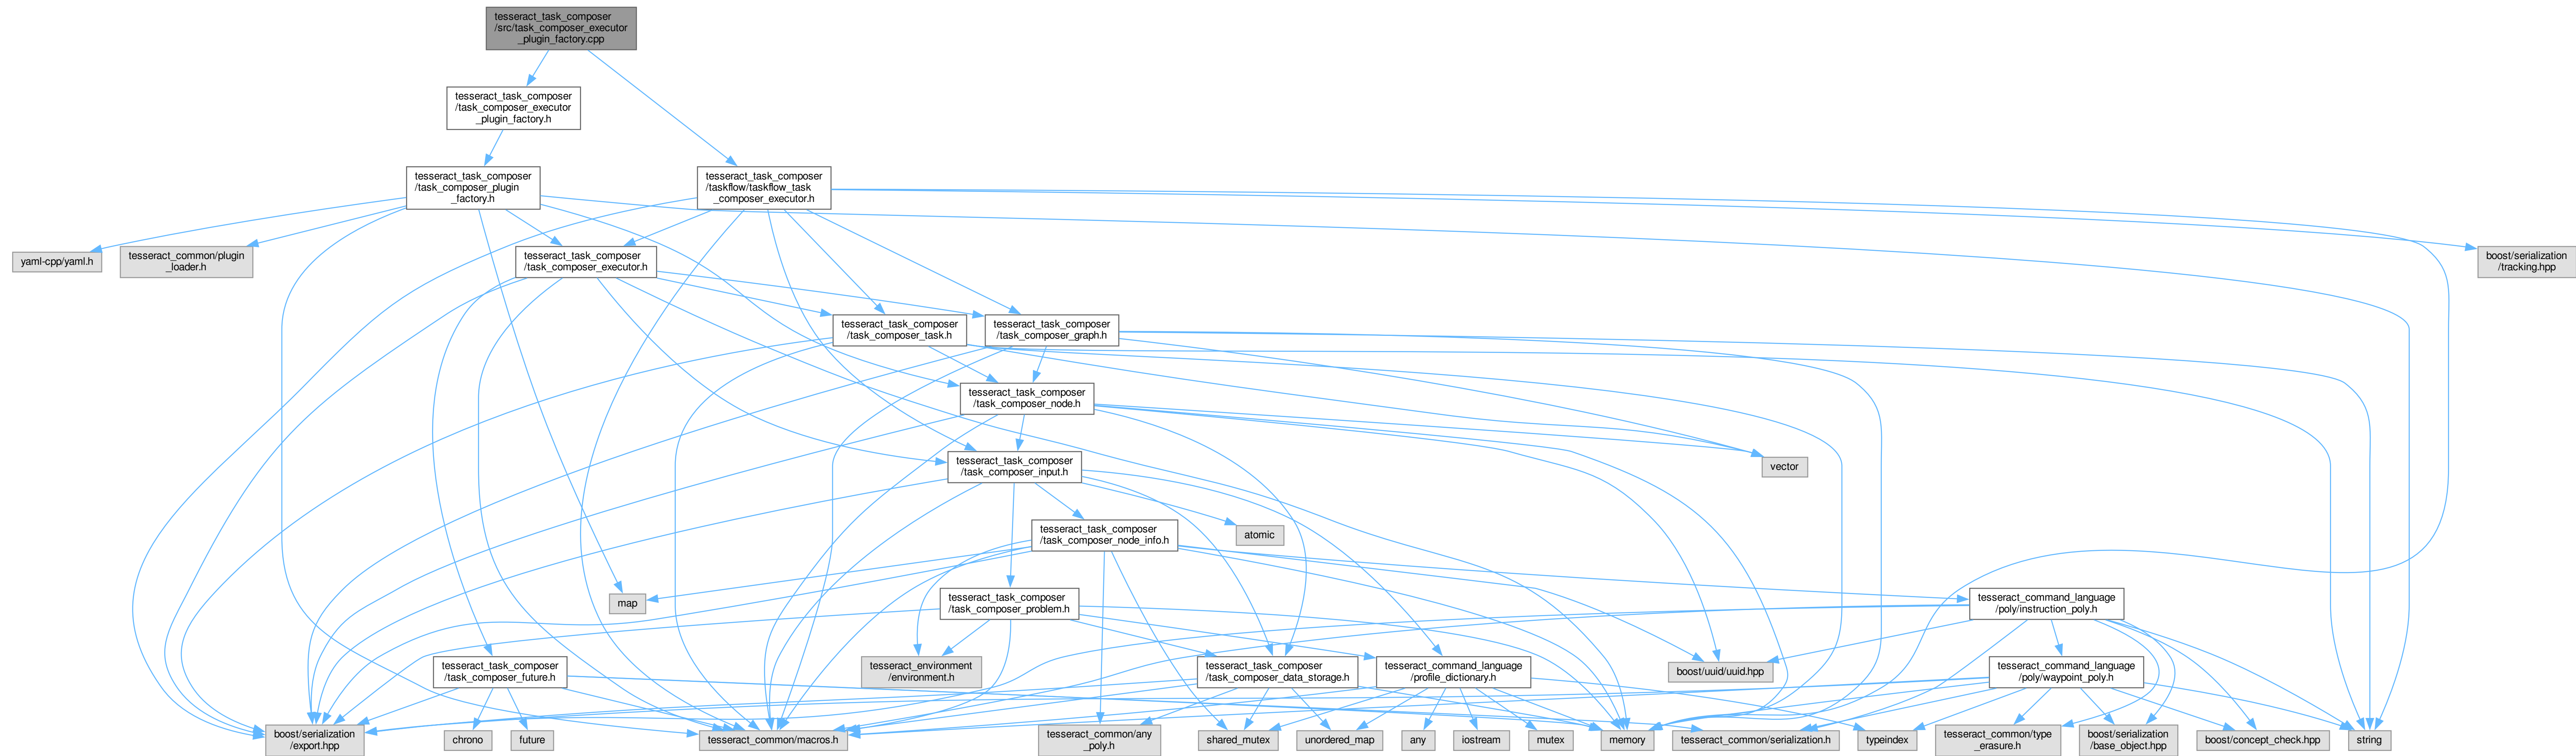 tesseract_task_composer
/src/task_composer_executor
_plugin_factory.cpp
tesseract_task_composer
/task_composer_executor
_plugin_factory.h
tesseract_task_composer
/task_composer_plugin
_factory.h
tesseract_task_composer
/taskflow/taskflow_task
_composer_executor.h
yaml-cpp/yaml.h
tesseract_common/plugin
_loader.h
tesseract_task_composer
/task_composer_executor.h
boost/serialization
/tracking.hpp
tesseract_task_composer
/task_composer_task.h
tesseract_task_composer
/task_composer_graph.h
tesseract_task_composer
/task_composer_node.h
tesseract_task_composer
/task_composer_input.h
vector
tesseract_task_composer
/task_composer_node_info.h
atomic
map
tesseract_task_composer
/task_composer_problem.h
tesseract_command_language
/poly/instruction_poly.h
tesseract_task_composer
/task_composer_future.h
tesseract_environment
/environment.h
tesseract_task_composer
/task_composer_data_storage.h
tesseract_command_language
/profile_dictionary.h
boost/uuid/uuid.hpp
tesseract_command_language
/poly/waypoint_poly.h
boost/serialization
/export.hpp
chrono
future
tesseract_common/macros.h
tesseract_common/any
_poly.h
shared_mutex
unordered_map
any
iostream
mutex
memory
tesseract_common/serialization.h
typeindex
tesseract_common/type
_erasure.h
boost/serialization
/base_object.hpp
boost/concept_check.hpp
string